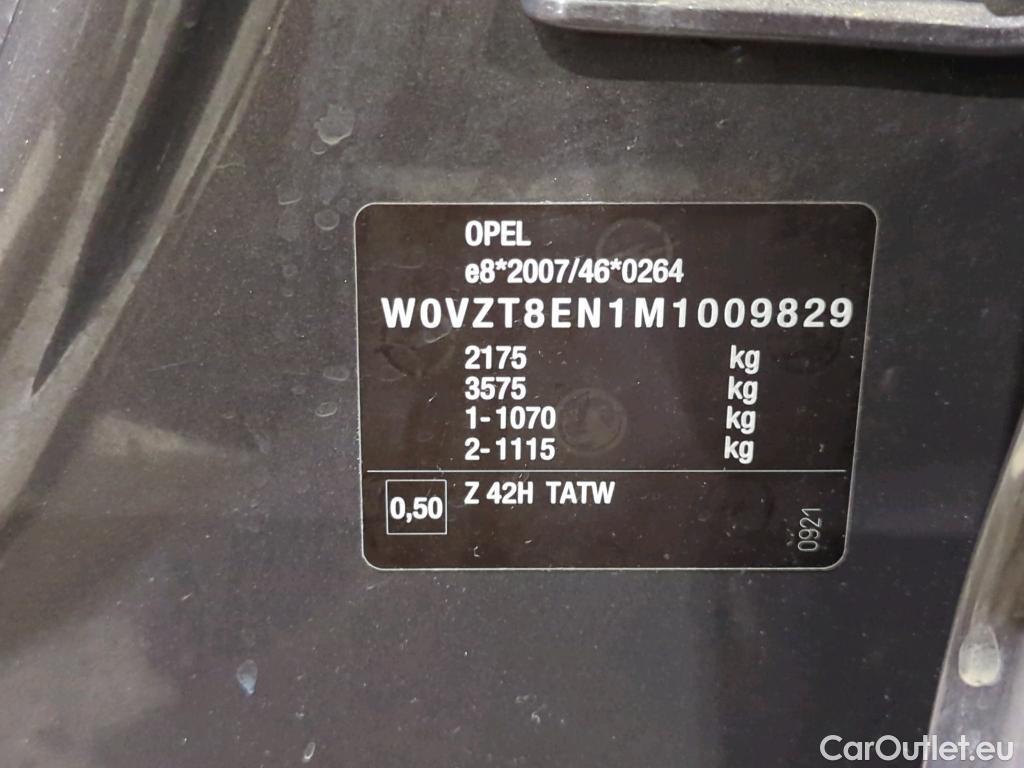 OPEL
e8*2007/46*0264
W0VZT8EN1M1009829
2175 kg
3575 kg
1-1070 kg
2-1115 kg
0,50 Z 42H TATW
0921
CarOutlet.eu